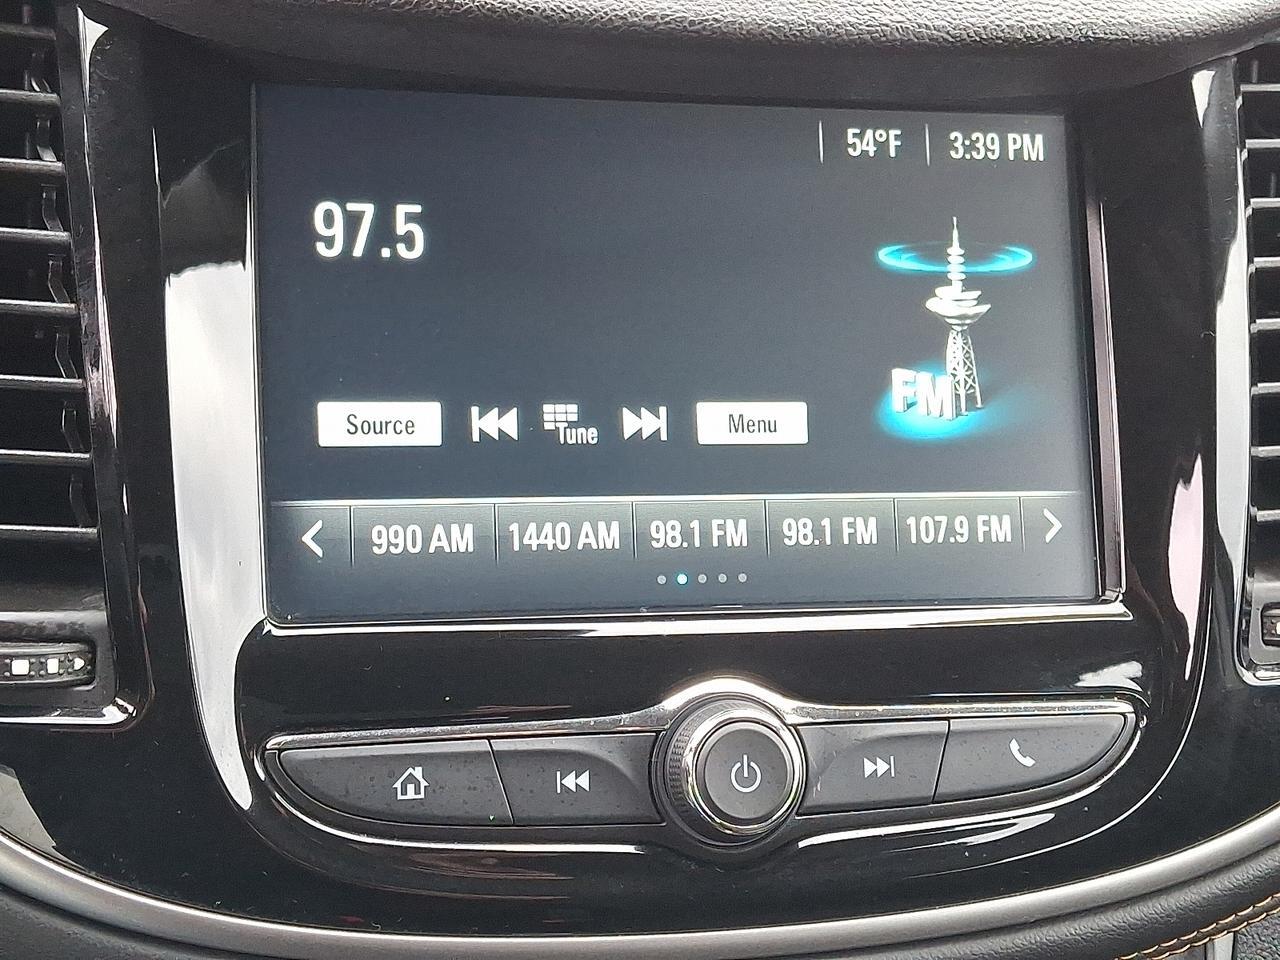 54°F 3:39 PM
97.5
FM
Source Tune Menu
990 AM 1440 AM 98.1 FM 98.1 FM 107.9 FM